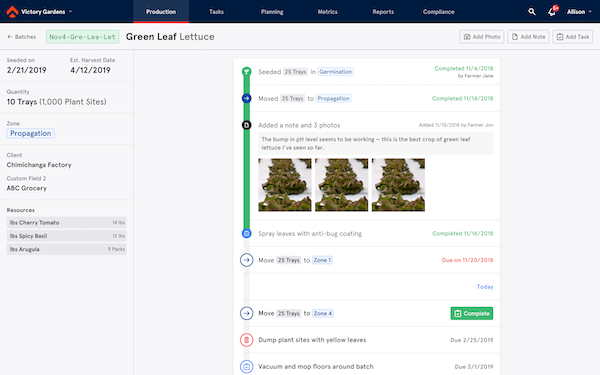 Victory Gardens
Production
Tasks
Planning
Metrics
Reports
Compliance
Allison
← Batches
Nov4-Gre-Lea-Let
Green Leaf Lettuce
Add Photo
Add Note
Add Task
Seeded on
2/21/2019
Est. Harvest Date
4/12/2019
Quantity
10 Trays (1,000 Plant Sites)
Zone
Propagation
Client
Chimichanga Factory
Custom Field 2
ABC Grocery
Resources
lbs Cherry Tomato 14 lbs
lbs Spicy Basil 12 lbs
lbs Arugula 9 Packs
Seeded 25 Trays in Germination
Completed 11/4/2018
by Farmer Jane
Moved 25 Trays to Propagation
Completed 11/14/2018
Added a note and 3 photos
Added 11/15/2018 by Farmer Jon
The bump in pH level seems to be working — this is the best crop of green leaf
lettuce I've seen so far.
Spray leaves with anti-bug coating
Completed 11/16/2018
Move 25 Trays to Zone 1
Due on 11/20/2018
Today
Move 25 Trays to Zone 4
Complete
Dump plant sites with yellow leaves
Due 2/25/2019
Vacuum and mop floors around batch
Due 3/1/2019